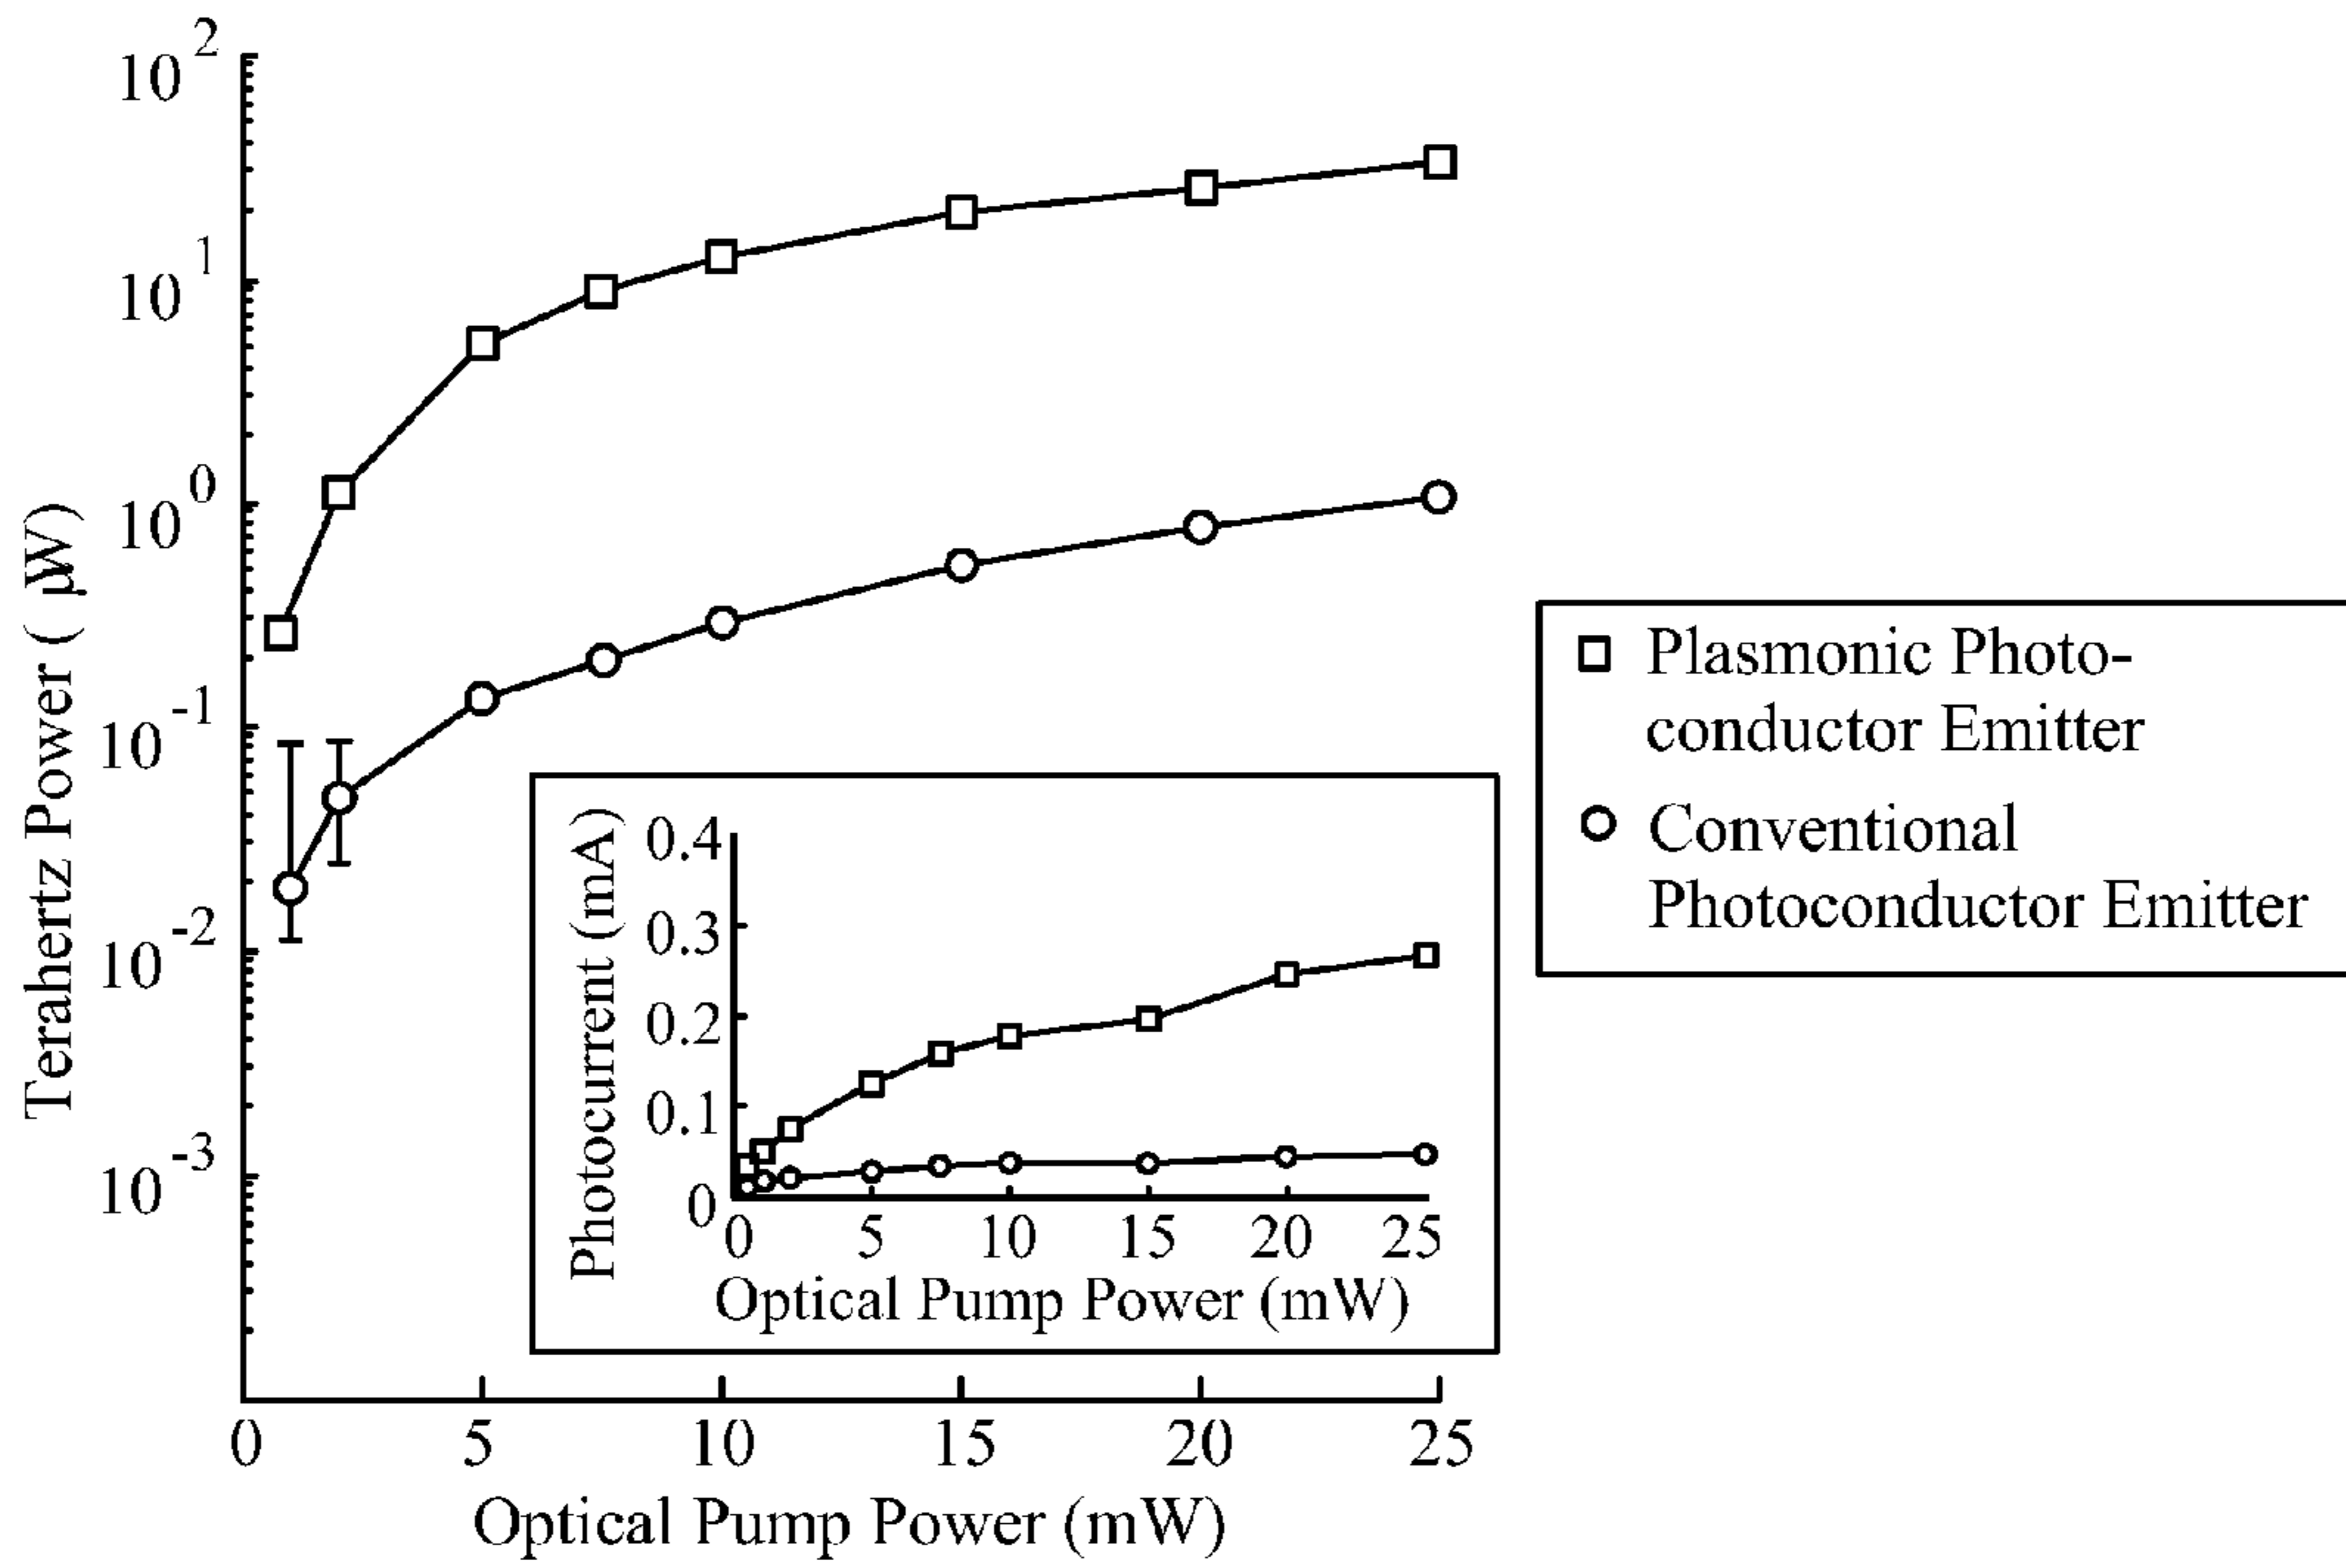 10^2
10^1
10^0
10^-1
10^-2
10^-3
Terahertz Power ( μW)
0 5 10 15 20 25
Optical Pump Power (mW)
0.4
0.3
0.2
0.1
0
Photocurrent (mA)
0 5 10 15 20 25
Optical Pump Power (mW)
Plasmonic Photo-
conductor Emitter
Conventional
Photoconductor Emitter